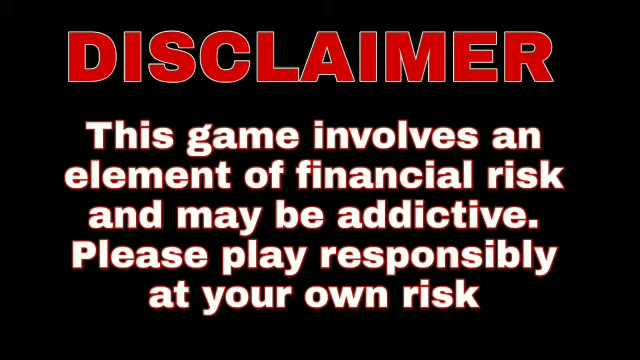 DISCLAIMER
This game involves an
element of financial risk
and may be addictive.
Please play responsibly
at your own risk